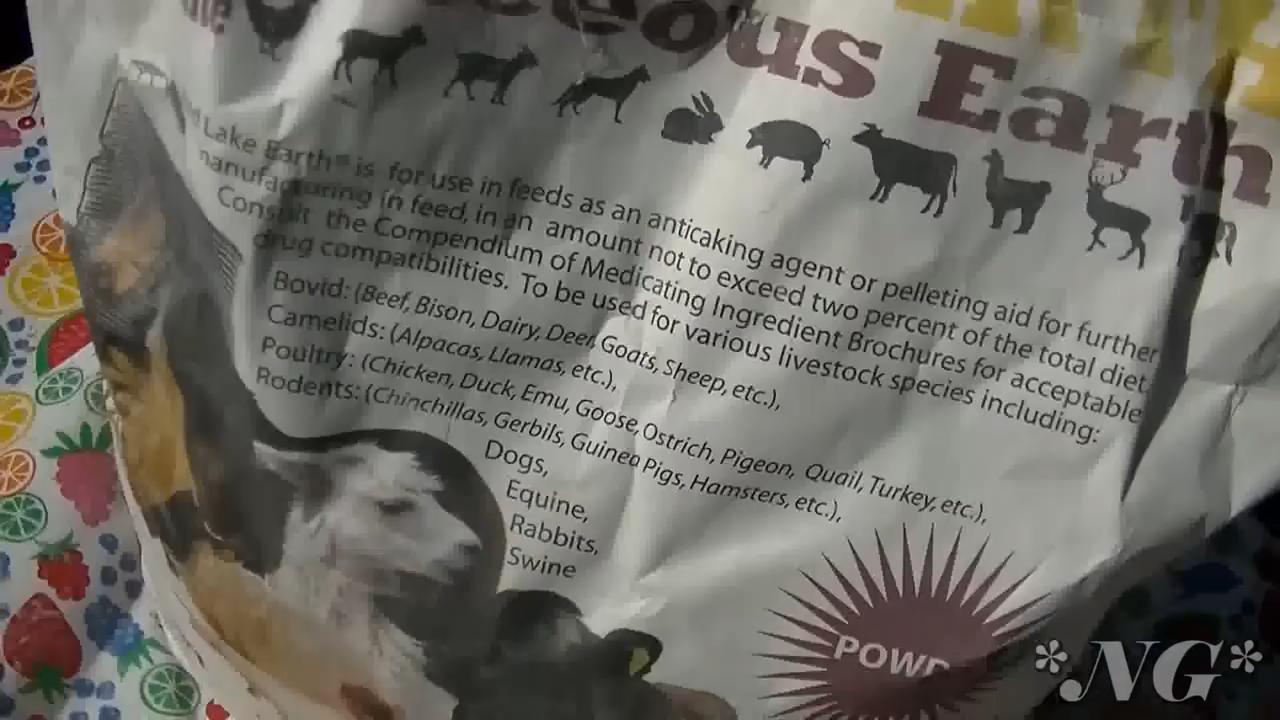 ous Earth
Lake Earth® is for use in feeds as an anticaking agent or pelleting aid for further
manufacturing in feed, in an amount not to exceed two percent of the total diet.
Consult the Compendium of Medicating Ingredient Brochures for acceptable
drug compatibilities. To be used for various livestock species including:
Bovid: (Beef, Bison, Dairy, Deer, Goats, Sheep, etc.),
Camelids: (Alpacas, Llamas, etc.),
Poultry: (Chicken, Duck, Emu, Goose, Ostrich, Pigeon, Quail, Turkey, etc.),
Rodents: (Chinchillas, Gerbils, Guinea Pigs, Hamsters, etc.),
Dogs,
Equine,
Rabbits,
Swine
POWD
*NG*